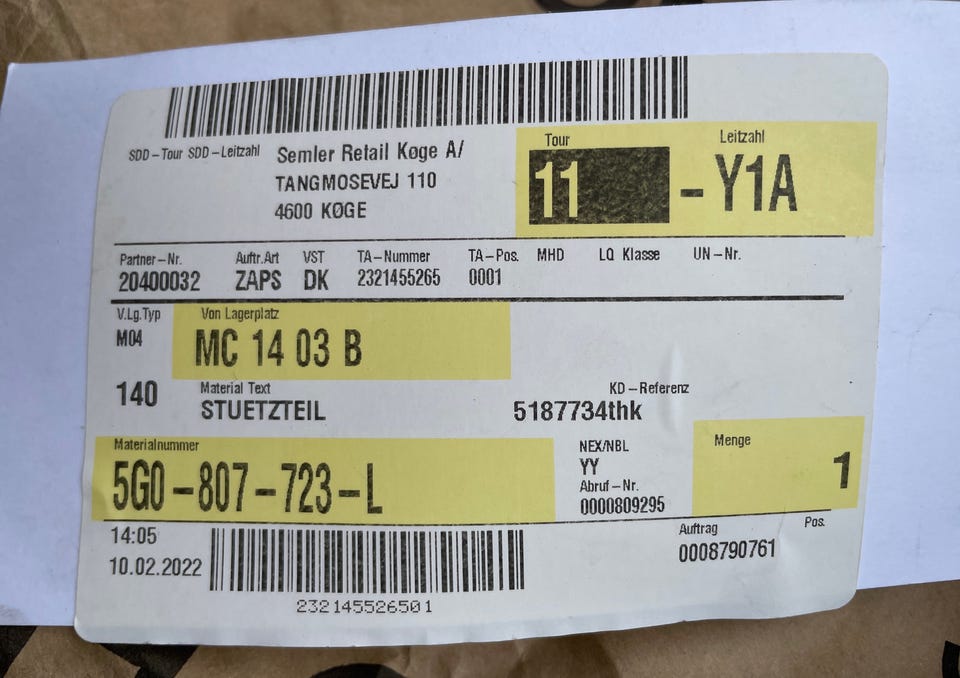 SDD-Tour SDD-Leitzahl Semler Retail Køge A/ Tour Leitzahl
TANGMOSEVEJ 110 11 - Y1A
4600 KØGE
Partner-Nr. Auftr.Art VST TA-Nummer TA-Pos. MHD LQ Klasse UN-Nr.
20400032 ZAPS DK 2321455265 0001
V.Lg.Typ Von Lagerplatz
M04 MC 14 03 B
140 Material Text KD-Referenz
STUETZTEIL 5187734thk
Materialnummer NEX/NBL Menge
5G0-807-723-L YY 1
Abruf-Nr.
0000809295
14:05 Auftrag Pos.
10.02.2022 0008790761
232145526501